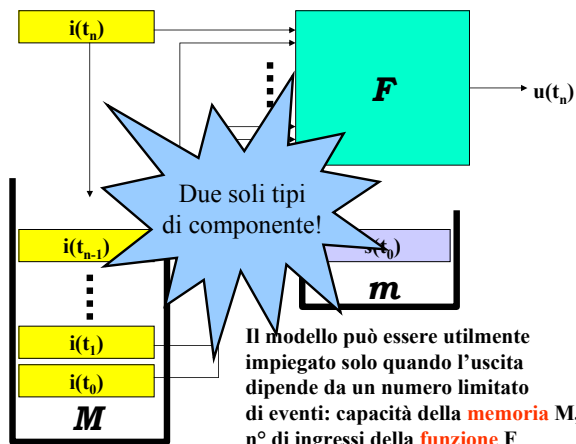 i(tn)
F
u(tn)
Due soli tipi
di componente!
i(tn-1)
s(t0)
m
i(t1)
i(t0)
M
Il modello può essere utilmente
impiegato solo quando l'uscita
dipende da un numero limitato
di eventi: capacità della memoria M,
n° di ingressi della funzione F